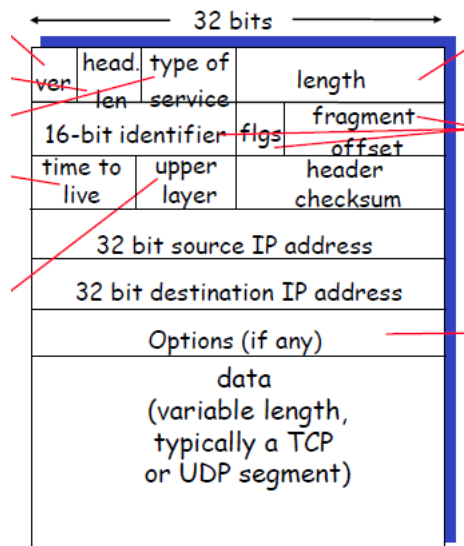 32 bits
ver
head.
len
type of
service
length
16-bit identifier
flgs
fragment
offset
time to
live
upper
layer
header
checksum
32 bit source IP address
32 bit destination IP address
Options (if any)
data
(variable length,
typically a TCP
or UDP segment)